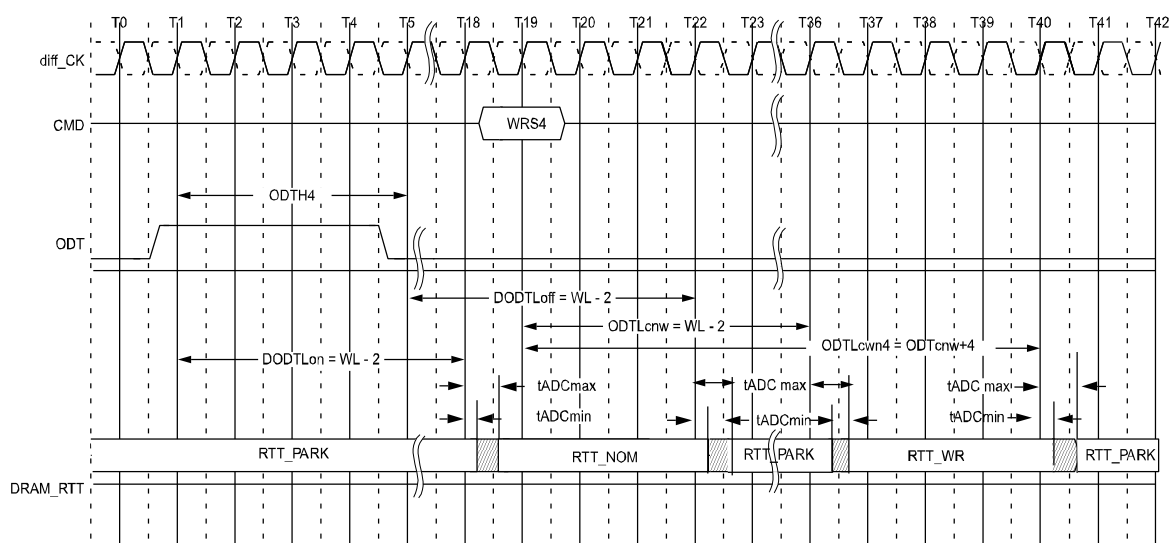 T0 T1 T2 T3 T4 T5 T18 T19 T20 T21 T22 T23 T36 T37 T38 T39 T40 T41 T42
diff_CK
CMD
WRS4
ODTH4
ODT
DODTLoff = WL - 2
ODTLcnw = WL - 2
ODTLcwn4 = ODTcnw+4
DODTLon = WL - 2
tADCmax
tADC max
tADC max
tADCmin
tADCmin
tADCmin
RTT_PARK
RTT_NOM
RTT_PARK
RTT_WR
RTT_PARK
DRAM_RTT